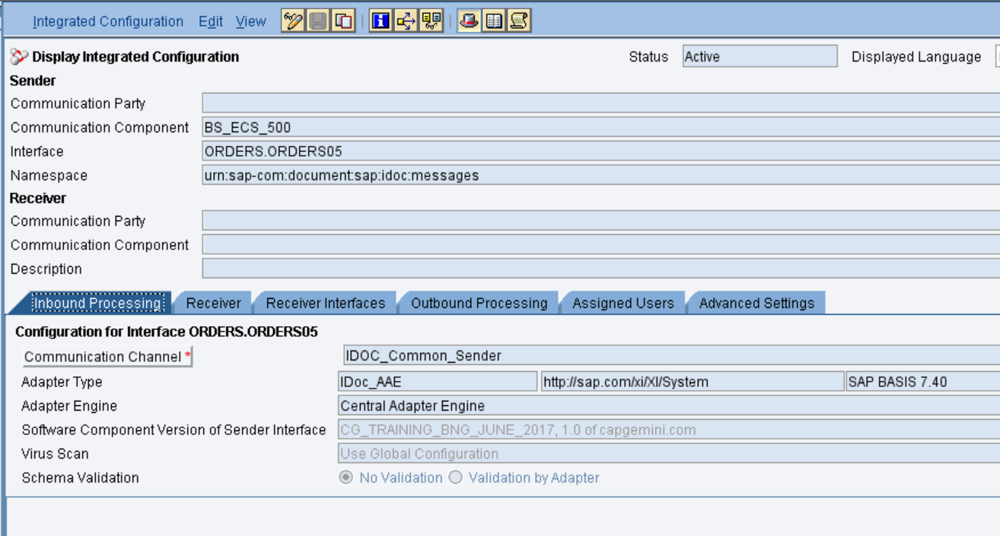 Integrated Configuration Edit View
Display Integrated Configuration Status Active Displayed Language
Sender
Communication Party
Communication Component BS_ECS_500
Interface ORDERS.ORDERS05
Namespace urn:sap-com:document:sap:idoc:messages
Receiver
Communication Party
Communication Component
Description
Inbound Processing Receiver Receiver Interfaces Outbound Processing Assigned Users Advanced Settings
Configuration for Interface ORDERS.ORDERS05
Communication Channel * IDOC_Common_Sender
Adapter Type IDoc_AAE http://sap.com/xi/XI/System SAP BASIS 7.40
Adapter Engine Central Adapter Engine
Software Component Version of Sender Interface CG_TRAINING_BNG_JUNE_2017, 1.0 of capgemini.com
Virus Scan Use Global Configuration
Schema Validation No Validation Validation by Adapter